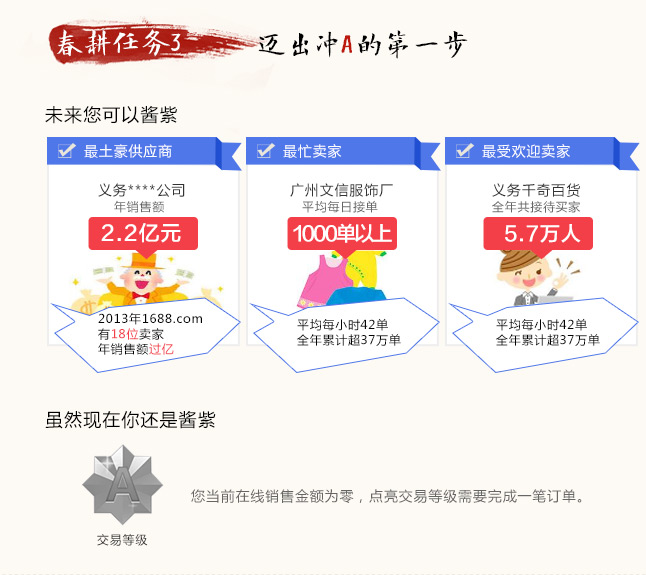 春耕任务3 迈出冲A的第一步
未来您可以酱紫
最土豪供应商
义务****公司
年销售额
2.2亿元
2013年1688.com
有18位卖家
年销售额过亿
最忙卖家
广州文信服饰厂
平均每日接单
1000单以上
平均每小时42单
全年累计超37万单
最受欢迎卖家
义务千奇百货
全年共接待买家
5.7万人
平均每小时42单
全年累计超37万单
虽然现在你还是酱紫
A
交易等级
您当前在线销售金额为零，点亮交易等级需要完成一笔订单。